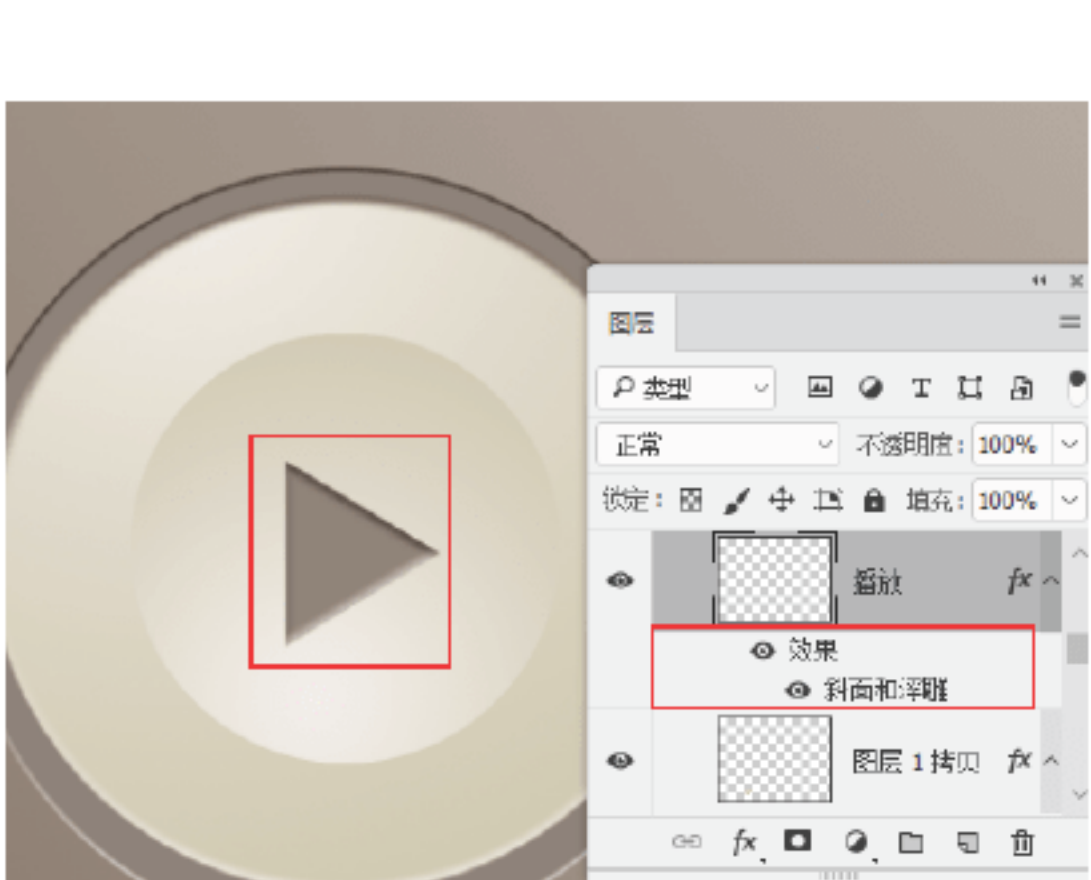 图层
类型
T
正常 不透明度: 100%
锁定: 填充: 100%
播放 fx
效果
斜面和浮雕
图层 1 拷贝 fx
fx